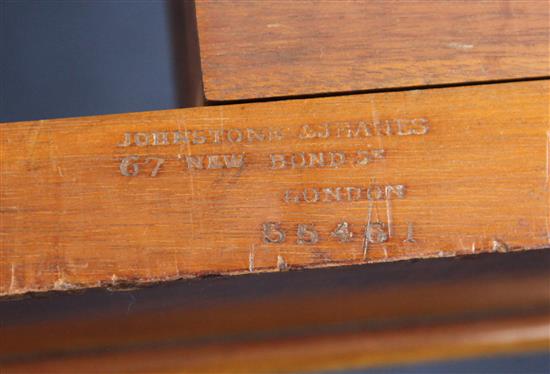 JOHNSTONE & JEANES
67 NEW BOND ST
LONDON
55461